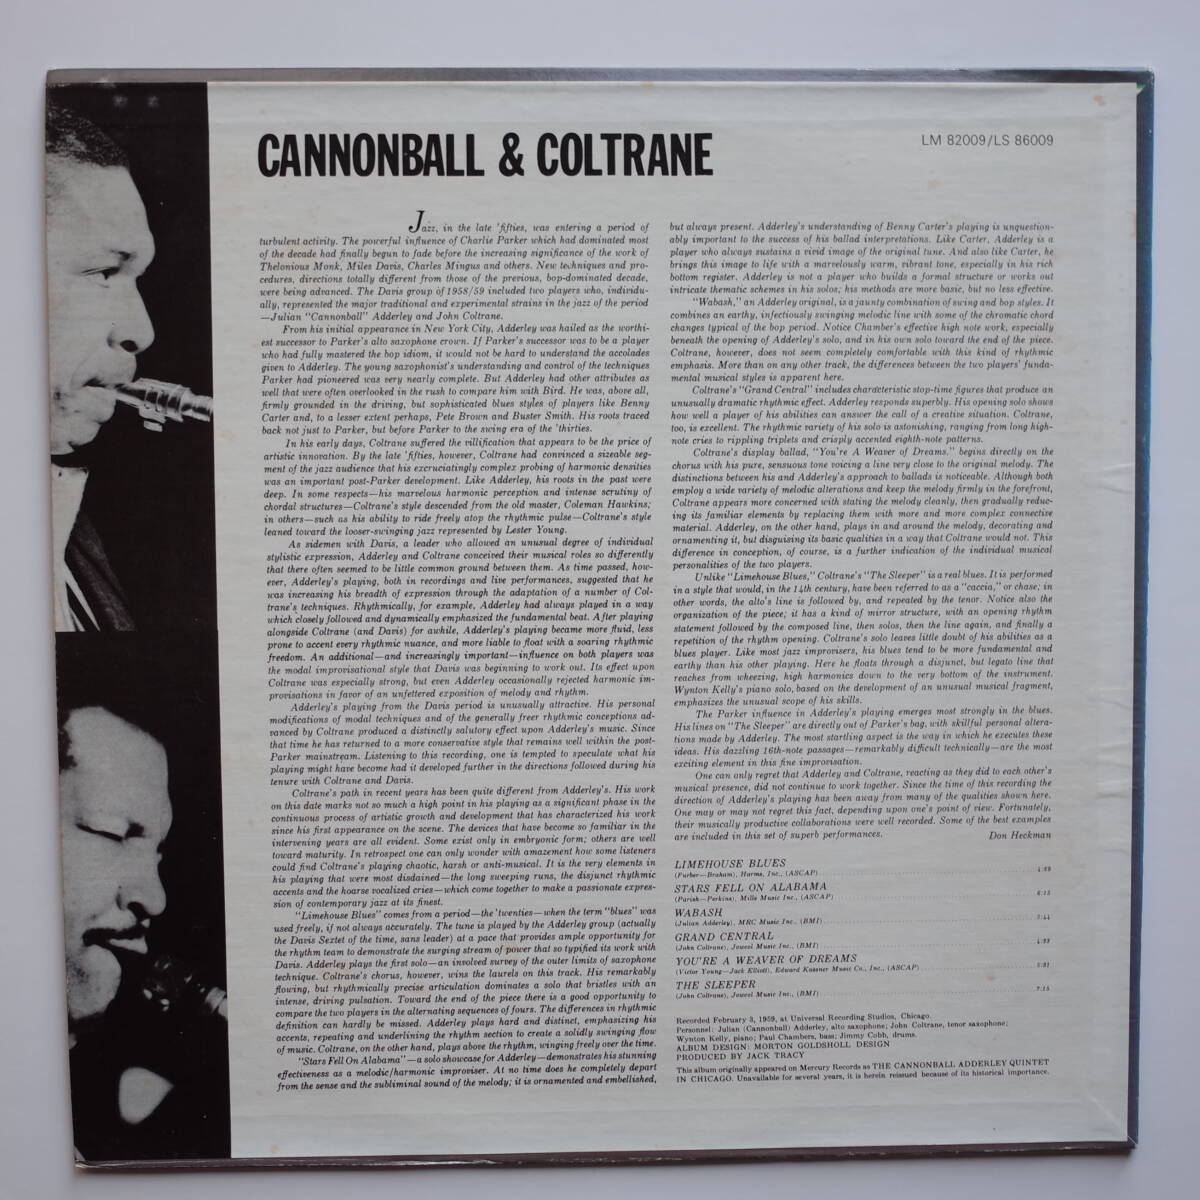 CANNONBALL & COLTRANE
LM 82009/LS 86009
Jazz, in the late 'fifties, was entering a period of
turbulent activity. The powerful influence of Charlie Parker which had dominated most
of the decade had finally begun to fade before the increasing significance of the work of
Thelonious Monk, Miles Davis, Charles Mingus and others. New techniques and pro-
cedures, directions totally different from those of the previous, bop-dominated decade,
were being advanced. The Davis group of 1958/59 included two players who, individu-
ally, represented the major traditional and experimental strains in the jazz of the period
—Julian "Cannonball" Adderley and John Coltrane.
From his initial appearance in New York City, Adderley was hailed as the worthi-
est successor to Parker's alto saxophone crown. If Parker's successor was to be a player
who had fully mastered the bop idiom, it would not be hard to understand the accolades
given to Adderley. The young saxophonist's understanding and control of the techniques
Parker had pioneered was very nearly complete. But Adderley had other attributes as
well that were often overlooked in the rush to compare him with Bird. He was, above all,
firmly grounded in the driving, but sophisticated blues styles of players like Benny
Carter and, to a lesser extent perhaps, Pete Brown and Buster Smith. His roots traced
back not just to Parker, but before Parker to the swing era of the 'thirties.
In his early days, Coltrane suffered the villification that appears to be the price of
artistic innovation. By the late 'fifties, however, Coltrane had convinced a sizeable seg-
ment of the jazz audience that his excruciatingly complex probing of harmonic densities
was an important post-Parker development. Like Adderley, his roots in the past were
deep. In some respects—his marvelous harmonic perception and intense scrutiny of
chordal structures—Coltrane's style descended from the old master, Coleman Hawkins;
in others—such as his ability to ride freely atop the rhythmic pulse—Coltrane's style
leaned toward the looser-swinging jazz represented by Lester Young.
As sidemen with Davis, a leader who allowed an unusual degree of individual
stylistic expression, Adderley and Coltrane conceived their musical roles so differently
that there often seemed to be little common ground between them. As time passed, how-
ever, Adderley's playing, both in recordings and live performances, suggested that he
was increasing his breadth of expression through the adaptation of a number of Col-
trane's techniques. Rhythmically, for example, Adderley had always played in a way
which closely followed and dynamically emphasized the fundamental beat. After playing
alongside Coltrane (and Davis) for awhile, Adderley's playing became more fluid, less
prone to accent every rhythmic nuance, and more liable to float with a soaring rhythmic
freedom. An additional—and increasingly important—influence on both players was
the modal improvisational style that Davis was beginning to work out. Its effect upon
Coltrane was especially strong, but even Adderley occasionally rejected harmonic im-
provisations in favor of an unfettered exposition of melody and rhythm.
Adderley's playing from the Davis period is unusually attractive. His personal
modifications of modal techniques and of the generally freer rhythmic conceptions ad-
vanced by Coltrane produced a distinctly salutory effect upon Adderley's music. Since
that time he has returned to a more conservative style that remains well within the post-
Parker mainstream. Listening to this recording, one is tempted to speculate what his
playing might have become had it developed further in the directions followed during his
tenure with Coltrane and Davis.
Coltrane's path in recent years has been quite different from Adderley's. His work
on this date marks not so much a high point in his playing as a significant phase in the
continuous process of artistic growth and development that has characterized his work
since his first appearance on the scene. The devices that have become so familiar in the
intervening years are all evident. Some exist only in embryonic form; others are well
toward maturity. In retrospect one can only wonder with amazement how some listeners
could find Coltrane's playing chaotic, harsh or anti-musical. It is the very elements in
his playing that were most disdained—the long sweeping runs, the disjunct rhythmic
accents and the hoarse vocalized cries—which come together to make a passionate expres-
sion of contemporary jazz at its finest.
"Limehouse Blues" comes from a period—the 'twenties—when the term "blues" was
used freely, if not always accurately. The tune is played by the Adderley group (actually
the Davis Sextet of the time, sans leader) at a pace that provides ample opportunity for
the rhythm team to demonstrate the surging stream of power that so typified its work with
Davis. Adderley plays the first solo—an involved survey of the outer limits of saxophone
technique. Coltrane's chorus, however, wins the laurels on this track. His remarkably
flowing, but rhythmically precise articulation dominates a solo that bristles with an
intense, driving pulsation. Toward the end of the piece there is a good opportunity to
compare the two players in the alternating sequences of fours. The differences in rhythmic
definition can hardly be missed. Adderley plays hard and distinct, emphasizing his
accents, repeating and underlining the rhythm section to create a solidly swinging flow
of music. Coltrane, on the other hand, plays above the rhythm, winging freely over the time.
"Stars Fell On Alabama"—a solo showcase for Adderley—demonstrates his stunning
effectiveness as a melodic/harmonic improviser. At no time does he completely depart
from the sense and the subliminal sound of the melody; it is ornamented and embellished,
but always present. Adderley's understanding of Benny Carter's playing is unquestion-
ably important to the success of his ballad interpretations. Like Carter, Adderley is a
player who always sustains a vivid image of the original tune. And also like Carter, he
brings this image to life with a marvelously warm, vibrant tone, especially in his rich
bottom register. Adderley is not a player who builds a formal structure or works out
intricate thematic schemes in his solos; his methods are more basic, but no less effective.
"Wabash," an Adderley original, is a jaunty combination of swing and bop styles. It
combines an earthy, infectiously swinging melodic line with some of the chromatic chord
changes typical of the bop period. Notice Chamber's effective high note work, especially
beneath the opening of Adderley's solo, and in his own solo toward the end of the piece.
Coltrane, however, does not seem completely comfortable with this kind of rhythmic
emphasis. More than on any other track, the differences between the two players' funda-
mental musical styles is apparent here.
Coltrane's "Grand Central" includes characteristic stop-time figures that produce an
unusually dramatic rhythmic effect. Adderley responds superbly. His opening solo shows
how well a player of his abilities can answer the call of a creative situation. Coltrane,
too, is excellent. The rhythmic variety of his solo is astonishing, ranging from long high-
note cries to rippling triplets and crisply accented eighth-note patterns.
Coltrane's display ballad, "You're A Weaver of Dreams," begins directly on the
chorus with his pure, sensuous tone voicing a line very close to the original melody. The
distinctions between his and Adderley's approach to ballads is noticeable. Although both
employ a wide variety of melodic alterations and keep the melody firmly in the forefront,
Coltrane appears more concerned with stating the melody cleanly, then gradually reduc-
ing its familiar elements by replacing them with more and more complex connective
material. Adderley, on the other hand, plays in and around the melody, decorating and
ornamenting it, but disguising its basic qualities in a way that Coltrane would not. This
difference in conception, of course, is a further indication of the individual musical
personalities of the two players.
Unlike "Limehouse Blues," Coltrane's "The Sleeper" is a real blues. It is performed
in a style that would, in the 14th century, have been referred to as a "caccia," or chase; in
other words, the alto's line is followed by, and repeated by the tenor. Notice also the
organization of the piece; it has a kind of mirror structure, with an opening rhythm
statement followed by the composed line, then solos, then the line again, and finally a
repetition of the rhythm opening. Coltrane's solo leaves little doubt of his abilities as a
blues player. Like most jazz improvisers, his blues tend to be more fundamental and
earthy than his other playing. Here he floats through a disjunct, but legato line that
reaches from wheezing, high harmonics down to the very bottom of the instrument.
Wynton Kelly's piano solo, based on the development of an unusual musical fragment,
emphasizes the unusual scope of his skills.
The Parker influence in Adderley's playing emerges most strongly in the blues.
His lines on "The Sleeper" are directly out of Parker's bag, with skillful personal altera-
tions made by Adderley. The most startling aspect is the way in which he executes these
ideas. His dazzling 16th-note passages—remarkably difficult technically—are the most
exciting element in this fine improvisation.
One can only regret that Adderley and Coltrane, reacting as they did to each other's
musical presence, did not continue to work together. Since the time of this recording the
direction of Adderley's playing has been away from many of the qualities shown here.
One may or may not regret this fact, depending upon one's point of view. Fortunately,
their musically productive collaborations were well recorded. Some of the best examples
are included in this set of superb performances. Don Heckman
LIMEHOUSE BLUES
(Furber—Braham), Harms, Inc., (ASCAP) 4:39
STARS FELL ON ALABAMA
(Parish—Perkins), Mills Music Inc., (ASCAP) 6:15
WABASH
(Julian Adderley), MRC Music Inc., (BMI) 5:44
GRAND CENTRAL
(John Coltrane), Jowcol Music Inc., (BMI) 4:33
YOU'RE A WEAVER OF DREAMS
(Victor Young—Jack Elliott), Edward Kassner Music Co., Inc., (ASCAP) 5:31
THE SLEEPER
(John Coltrane), Jowcol Music Inc., (BMI) 7:15
Recorded February 3, 1959, at Universal Recording Studios, Chicago.
Personnel: Julian (Cannonball) Adderley, alto saxophone; John Coltrane, tenor saxophone;
Wynton Kelly, piano; Paul Chambers, bass; Jimmy Cobb, drums.
ALBUM DESIGN: MORTON GOLDSHOLL DESIGN
PRODUCED BY JACK TRACY
This album originally appeared on Mercury Records as THE CANNONBALL ADDERLEY QUINTET
IN CHICAGO. Unavailable for several years, it is herein reissued because of its historical importance.